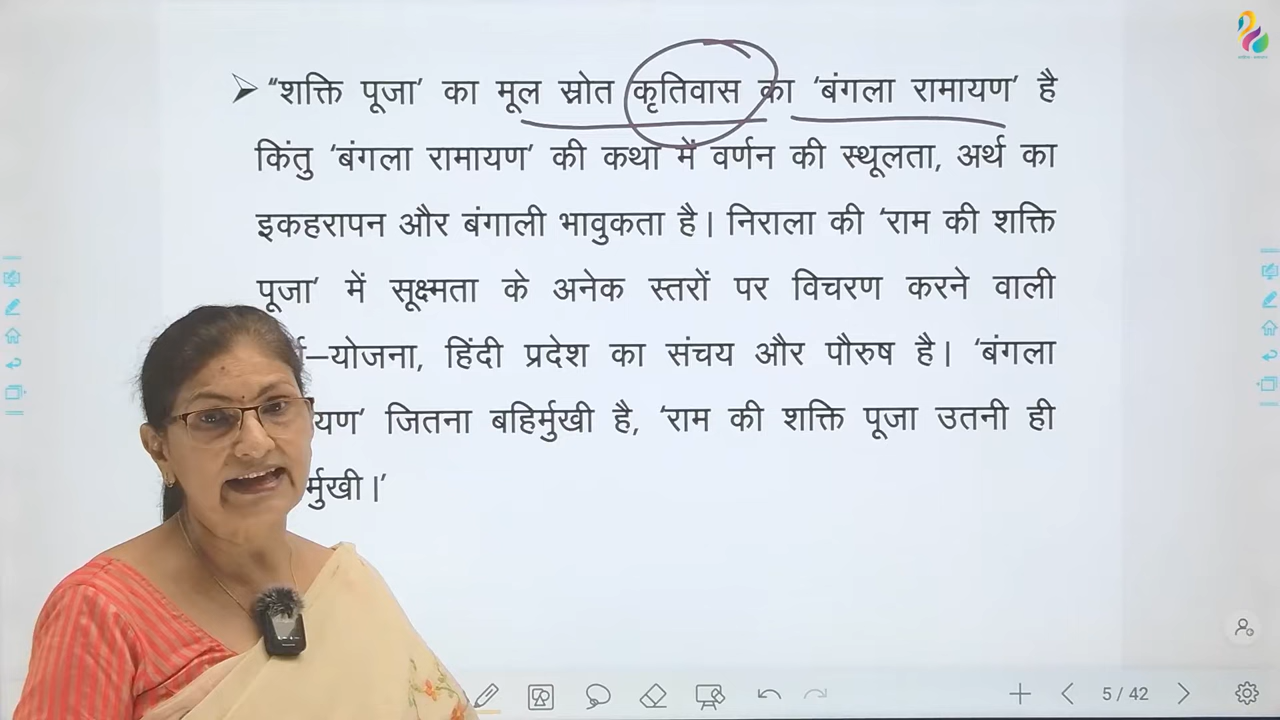 “शक्ति पूजा’ का मूल स्रोत कृतिवास का ‘बंगला रामायण’ है
किंतु ‘बंगला रामायण’ की कथा में वर्णन की स्थूलता, अर्थ का
इकहरापन और बंगाली भावुकता है। निराला की ‘राम की शक्ति
पूजा’ में सूक्ष्मता के अनेक स्तरों पर विचरण करने वाली
–योजना, हिंदी प्रदेश का संचय और पौरुष है। ‘बंगला
यण’ जितना बहिर्मुखी है, ‘राम की शक्ति पूजा उतनी ही
र्मुखी।’
5 / 42